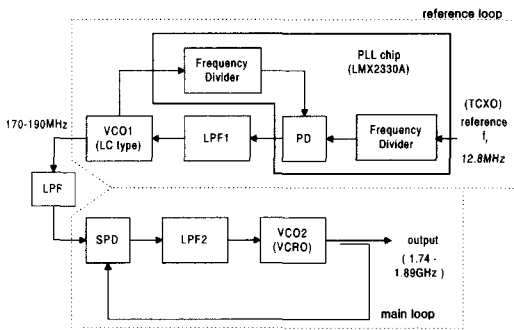 reference loop
Frequency
Divider
PLL chip
(LMX2330A)
170-190MHz
VCO1
(LC type)
LPF1
PD
Frequency
Divider
(TCXO)
reference
fr
12.8MHz
LPF
SPD
LPF2
VCO2
(VCRO)
output
( 1.74 -
1.89GHz )
main loop